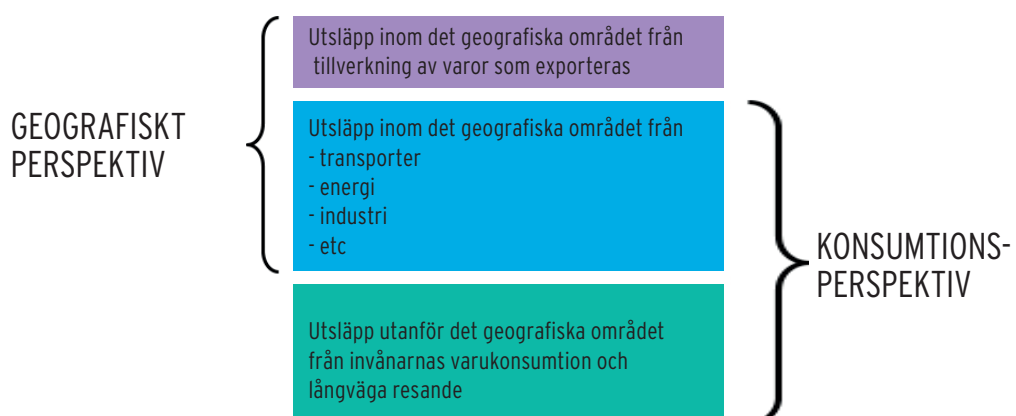 GEOGRAFISKT
PERSPEKTIV
Utsläpp inom det geografiska området från
tillverkning av varor som exporteras
Utsläpp inom det geografiska området från
- transporter
- energi
- industri
- etc
Utsläpp utanför det geografiska området
från invånarnas varukonsumtion och
långväga resande
KONSUMTIONS-
PERSPEKTIV